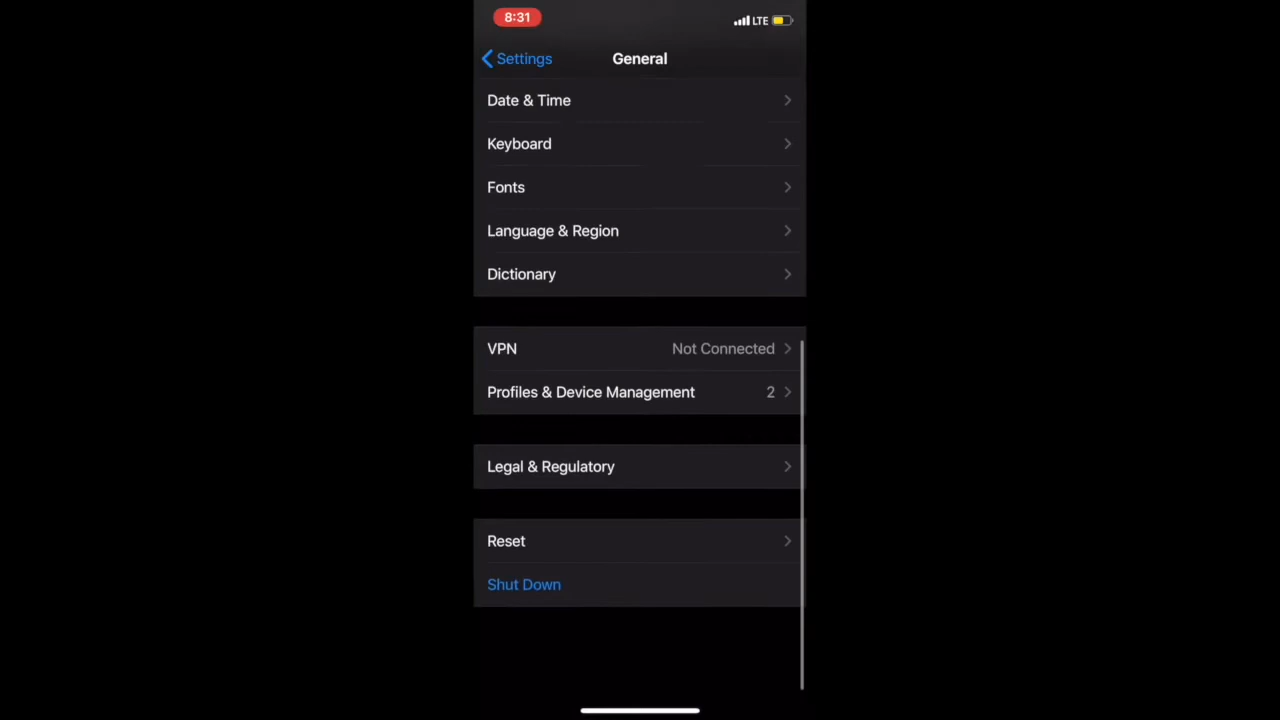 8:31
LTE
Settings
General
Date & Time
Keyboard
Fonts
Language & Region
Dictionary
VPN Not Connected
Profiles & Device Management 2
Legal & Regulatory
Reset
Shut Down